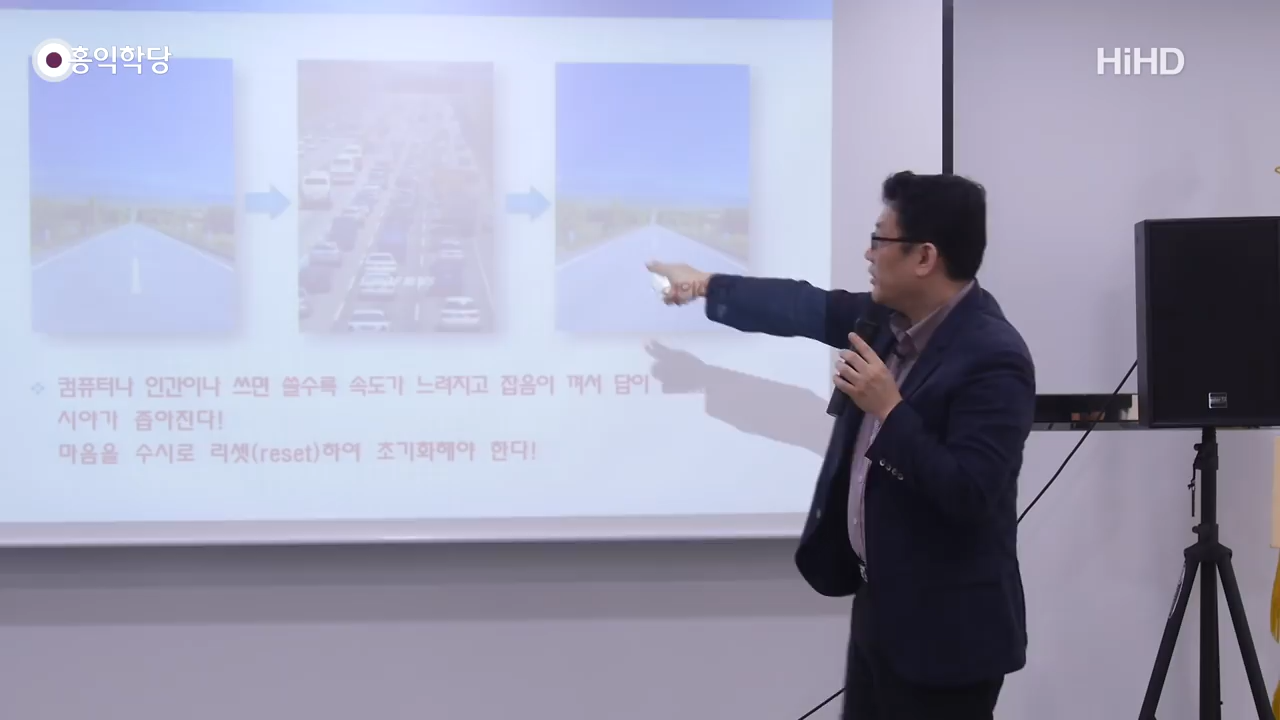 홍익학당
HiHD
컴퓨터나 인간이나 쓰면 쓸수록 속도가 느려지고 잡음이 껴서 답이
시야가 좁아진다!
마음을 수시로 리셋(reset)하여 초기화해야 한다!